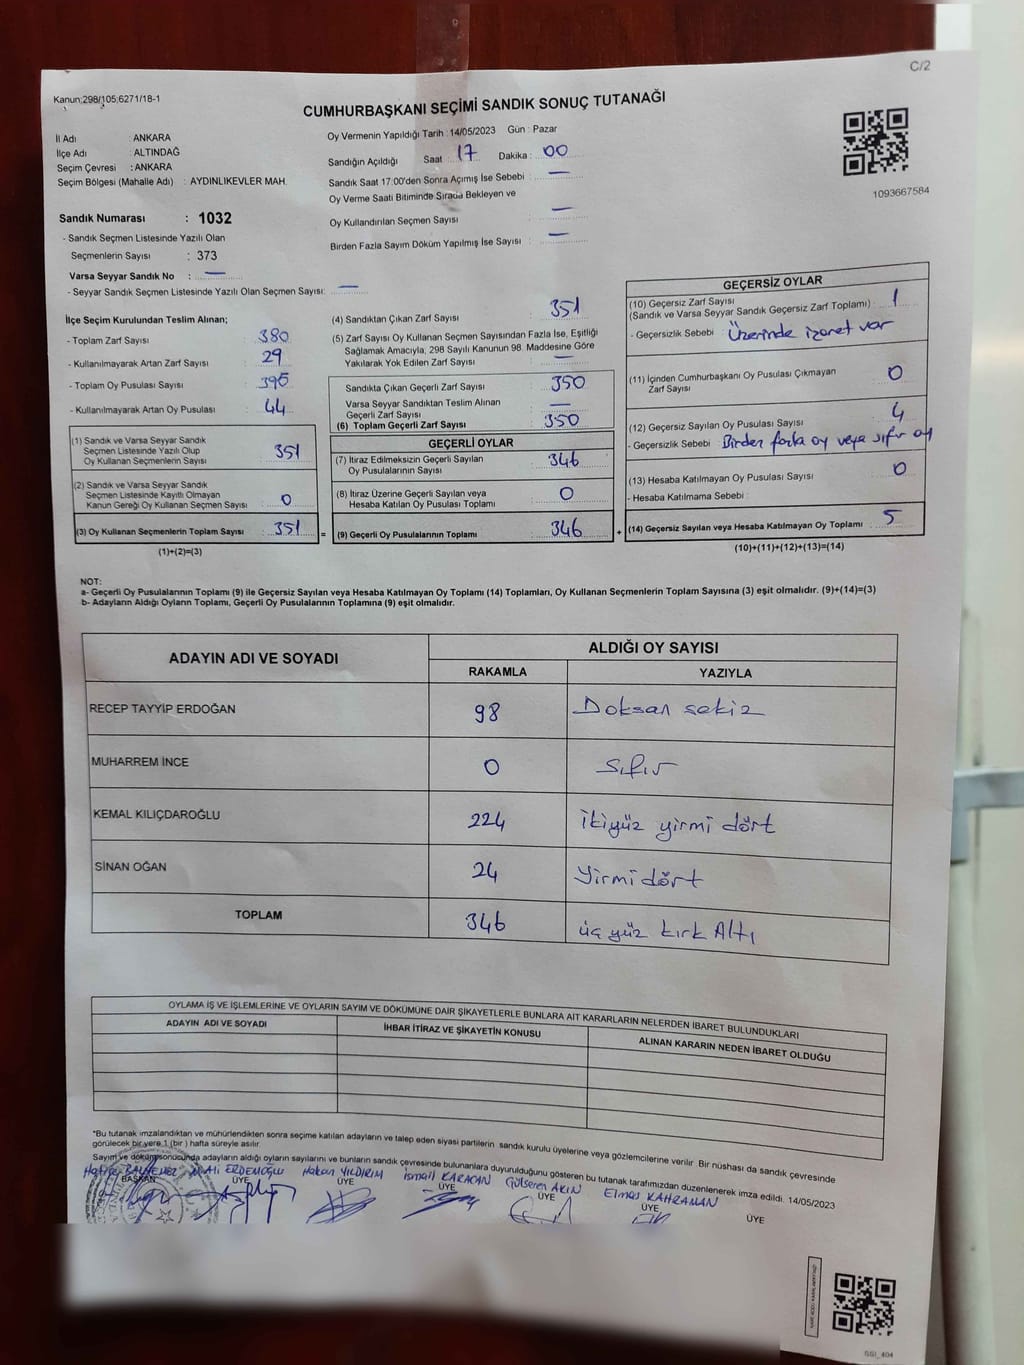 C/2
Kanun:298/105;6271/18-1
CUMHURBAŞKANI SEÇİMİ SANDIK SONUÇ TUTANAĞI
İl Adı : ANKARA
İlçe Adı : ALTINDAĞ
Seçim Çevresi : ANKARA
Seçim Bölgesi (Mahalle Adı) : AYDINLIKEVLER MAH.
Oy Vermenin Yapıldığı Tarih : 14/05/2023 Gün : Pazar
Sandığın Açıldığı Saat : 17 Dakika : 00
Sandık Saat 17:00'den Sonra Açımış İse Sebebi : —
Oy Verme Saati Bitiminde Sırada Bekleyen ve
Oy Kullandırılan Seçmen Sayısı : —
Birden Fazla Sayım Döküm Yapılmış İse Sayısı : —
1093667584
Sandık Numarası : 1032
- Sandık Seçmen Listesinde Yazılı Olan
Seçmenlerin Sayısı : 373
Varsa Seyyar Sandık No : —
- Seyyar Sandık Seçmen Listesinde Yazılı Olan Seçmen Sayısı: —
İlçe Seçim Kurulundan Teslim Alınan;
- Toplam Zarf Sayısı : 380
- Kullanılmayarak Artan Zarf Sayısı : 29
- Toplam Oy Pusulası Sayısı : 395
- Kullanılmayarak Artan Oy Pusulası : 44
(1) Sandık ve Varsa Seyyar Sandık
Seçmen Listesinde Yazılı Olup
Oy Kullanan Seçmenlerin Sayısı : 351
(2) Sandık ve Varsa Seyyar Sandık
Seçmen Listesinde Kayıtlı Olmayan
Kanun Gereği Oy Kullanan Seçmen Sayısı : 0
(3) Oy Kullanan Seçmenlerin Toplam Sayısı : 351 =
(1)+(2)=(3)
(4) Sandıktan Çıkan Zarf Sayısı : 351
(5) Zarf Sayısı Oy Kullanan Seçmen Sayısından Fazla İse, Eşitliği
Sağlamak Amacıyla, 298 Sayılı Kanunun 98. Maddesine Göre
Yakılarak Yok Edilen Zarf Sayısı : —
Sandıkta Çıkan Geçerli Zarf Sayısı : 350
Varsa Seyyar Sandıktan Teslim Alınan
Geçerli Zarf Sayısı : —
(6) Toplam Geçerli Zarf Sayısı : 350
GEÇERLİ OYLAR
(7) İtiraz Edilmeksizin Geçerli Sayılan
Oy Pusulalarının Sayısı : 346
(8) İtiraz Üzerine Geçerli Sayılan veya
Hesaba Katılan Oy Pusulası Toplamı : 0
(9) Geçerli Oy Pusulalarının Toplamı : 346 +
GEÇERSİZ OYLAR
(10) Geçersiz Zarf Sayısı
(Sandık ve Varsa Seyyar Sandık Geçersiz Zarf Toplamı) : 1
- Geçersizlik Sebebi : Üzerinde izaret var
(11) İçinden Cumhurbaşkanı Oy Pusulası Çıkmayan
Zarf Sayısı : 0
(12) Geçersiz Sayılan Oy Pusulası Sayısı : 4
- Geçersizlik Sebebi : Birden fazla oy veya sıfır oy
(13) Hesaba Katılmayan Oy Pusulası Sayısı : 0
- Hesaba Katılmama Sebebi :
(14) Geçersiz Sayılan veya Hesaba Katılmayan Oy Toplamı : 5
(10)+(11)+(12)+(13)=(14)
NOT:
a- Geçerli Oy Pusulalarının Toplamı (9) ile Geçersiz Sayılan veya Hesaba Katılmayan Oy Toplamı (14) Toplamları, Oy Kullanan Seçmenlerin Toplam Sayısına (3) eşit olmalıdır. (9)+(14)=(3)
b- Adayların Aldığı Oyların Toplamı, Geçerli Oy Pusulalarının Toplamına (9) eşit olmalıdır.
ADAYIN ADI VE SOYADI ALDIĞI OY SAYISI
RAKAMLA YAZIYLA
RECEP TAYYİP ERDOĞAN 98 Doksan sekiz
MUHARREM İNCE 0 Sıfır
KEMAL KILIÇDAROĞLU 224 ikiyüz yirmi dört
SİNAN OĞAN 24 Yirmidört
TOPLAM 346 üç yüz kırk Altı
OYLAMA İŞ VE İŞLEMLERİNE VE OYLARIN SAYIM VE DÖKÜMÜNE DAİR ŞİKAYETLERLE BUNLARA AİT KARARLARIN NELERDEN İBARET BULUNDUKLARI
ADAYIN ADI VE SOYADI İHBAR İTİRAZ VE ŞİKAYETİN KONUSU ALINAN KARARIN NEDEN İBARET OLDUĞU
*Bu tutanak imzalandıktan ve mühürlendikten sonra seçime katılan adayların ve talep eden siyasi partilerin sandık kurulu üyelerine veya gözlemcilerine verilir. Bir nüshası da sandık çevresinde
görülecek bir yere 1 (bir ) hafta süreyle asılır.
Sayım ve döküm sonucunda adayların aldığı oyların sayılarını ve bunların sandık çevresinde bulunanlara duyurulduğunu gösteren bu tutanak tarafımızdan düzenlenerek imza edildi. 14/05/2023
Ali ERDEMOĞLU Hakan YILDIRIM İsmail KARACAN Gülseren AKIN Elmas KAHRAMAN
BAŞKAN ÜYE ÜYE ÜYE ÜYE ÜYE ÜYE
SSI_404